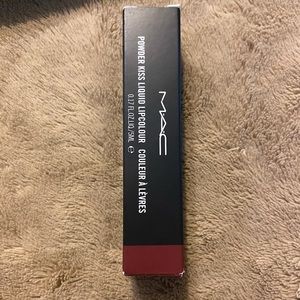 MAC
POWDER KISS LIQUID LIPCOLOUR COULEUR À LÈVRES
0.17 FL.OZ.US/5ML ℮